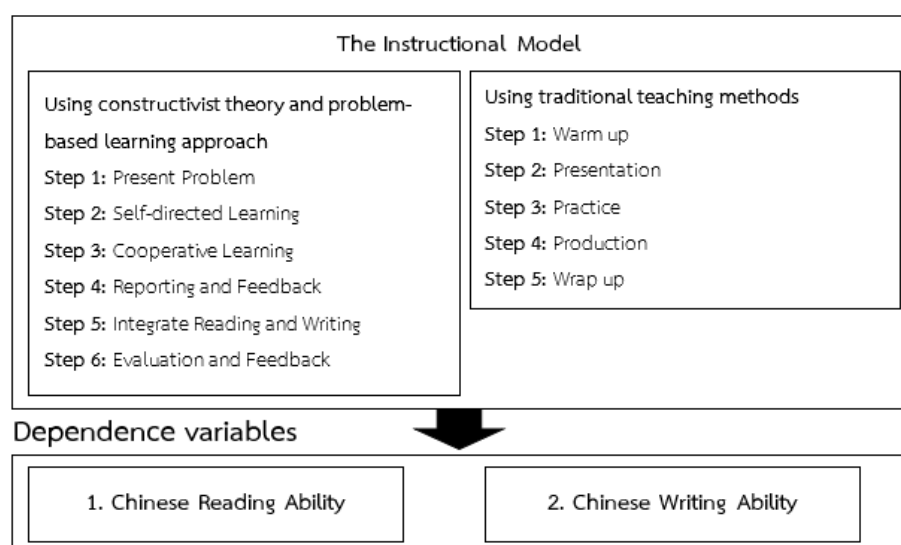 The Instructional Model
Using constructivist theory and problem-
based learning approach
Step 1: Present Problem
Step 2: Self-directed Learning
Step 3: Cooperative Learning
Step 4: Reporting and Feedback
Step 5: Integrate Reading and Writing
Step 6: Evaluation and Feedback
Using traditional teaching methods
Step 1: Warm up
Step 2: Presentation
Step 3: Practice
Step 4: Production
Step 5: Wrap up
Dependence variables
1. Chinese Reading Ability
2. Chinese Writing Ability